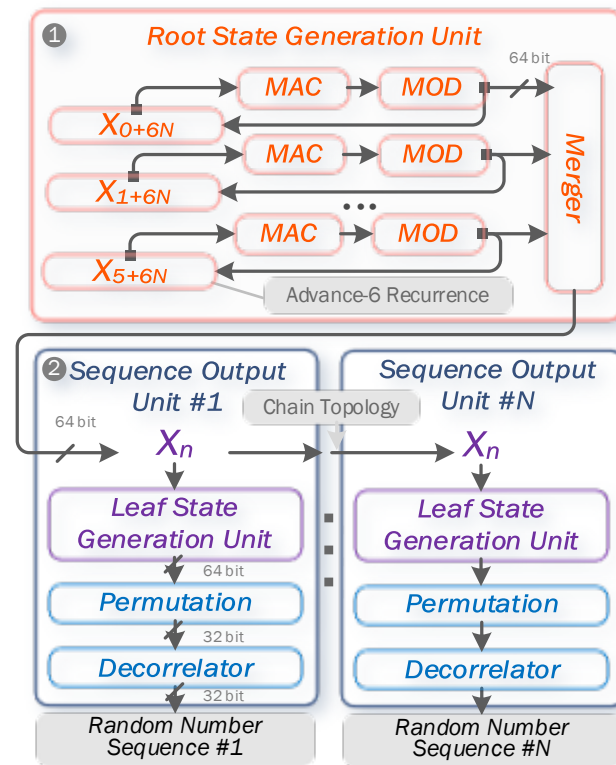 1 Root State Generation Unit
64 bit
MAC MOD
X0+6N
MAC MOD
X1+6N
Merger
...
MAC MOD
X5+6N
Advance-6 Recurrence
2 Sequence Output
Unit #1
Sequence Output
Unit #N
Chain Topology
64 bit
Xn
Xn
Leaf State
Generation Unit
Leaf State
Generation Unit
64 bit
Permutation
Permutation
32 bit
Decorrelator
Decorrelator
32 bit
Random Number
Sequence #1
Random Number
Sequence #N